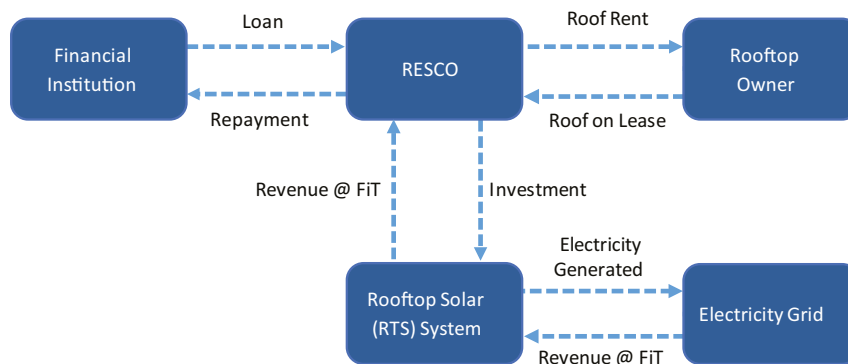 Loan
Roof Rent
Financial
Institution
RESCO
Rooftop
Owner
Repayment
Roof on Lease
Revenue @ FiT
Investment
Electricity
Generated
Rooftop Solar
(RTS) System
Electricity Grid
Revenue @ FiT